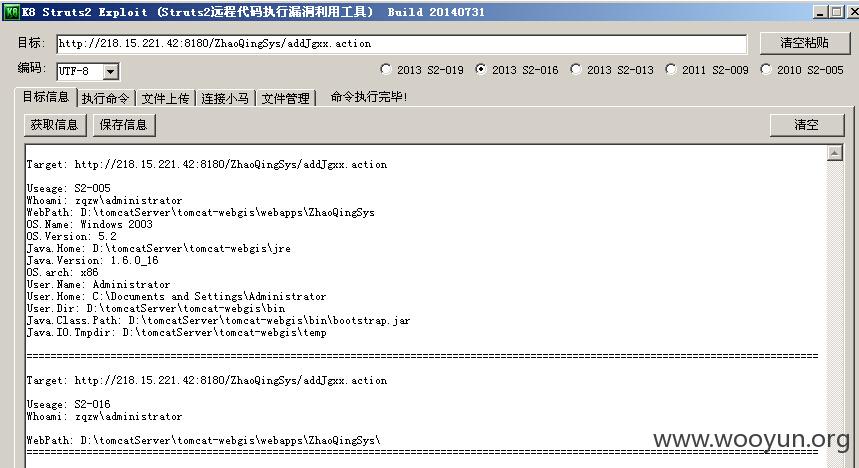 K8 Struts2 Exploit (Struts2远程代码执行漏洞利用工具) Build 20140731
目标: http://218.15.221.42:8180/ZhaoQingSys/addJgxx.action 清空粘贴
编码: UTF-8 2013 S2-019 2013 S2-016 2013 S2-013 2011 S2-009 2010 S2-005
目标信息 执行命令 文件上传 连接小马 文件管理 命令执行完毕!
获取信息 保存信息 清空
Target: http://218.15.221.42:8180/ZhaoQingSys/addJgxx.action
Useage: S2-005
Whoami: zqzw\administrator
WebPath: D:\tomcatServer\tomcat-webgis\webapps\ZhaoQingSys
OS.Name: Windows 2003
OS.Version: 5.2
Java.Home: D:\tomcatServer\tomcat-webgis\jre
Java.Version: 1.6.0_16
OS.arch: x86
User.Name: Administrator
User.Home: C:\Documents and Settings\Administrator
User.Dir: D:\tomcatServer\tomcat-webgis\bin
Java.Class.Path: D:\tomcatServer\tomcat-webgis\bin\bootstrap.jar
Java.IO.Tmpdir: D:\tomcatServer\tomcat-webgis\temp
Target: http://218.15.221.42:8180/ZhaoQingSys/addJgxx.action
Useage: S2-016
Whoami: zqzw\administrator
WebPath: D:\tomcatServer\tomcat-webgis\webapps\ZhaoQingSys\
www.wooyun.org